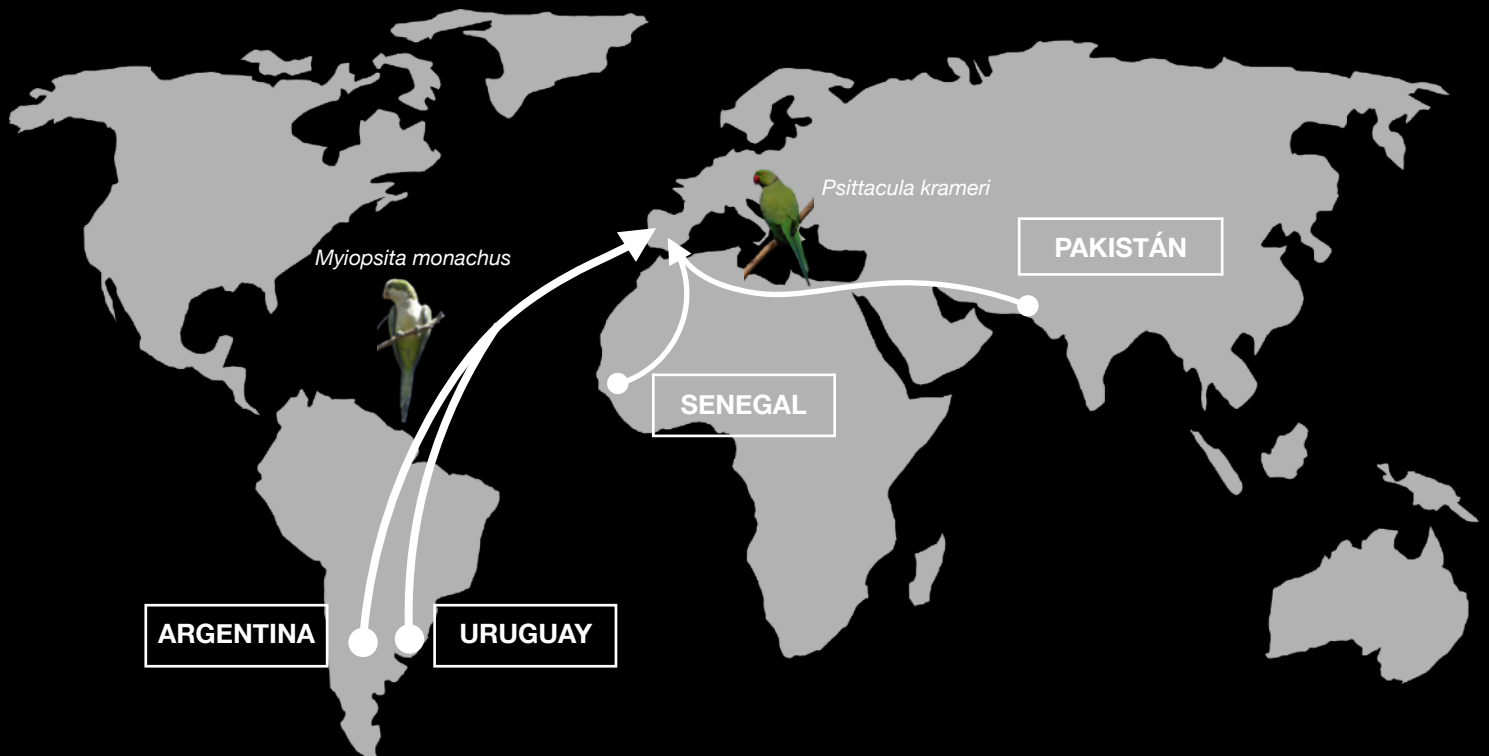 Psittacula krameri
PAKISTÁN
Myiopsita monachus
SENEGAL
ARGENTINA
URUGUAY